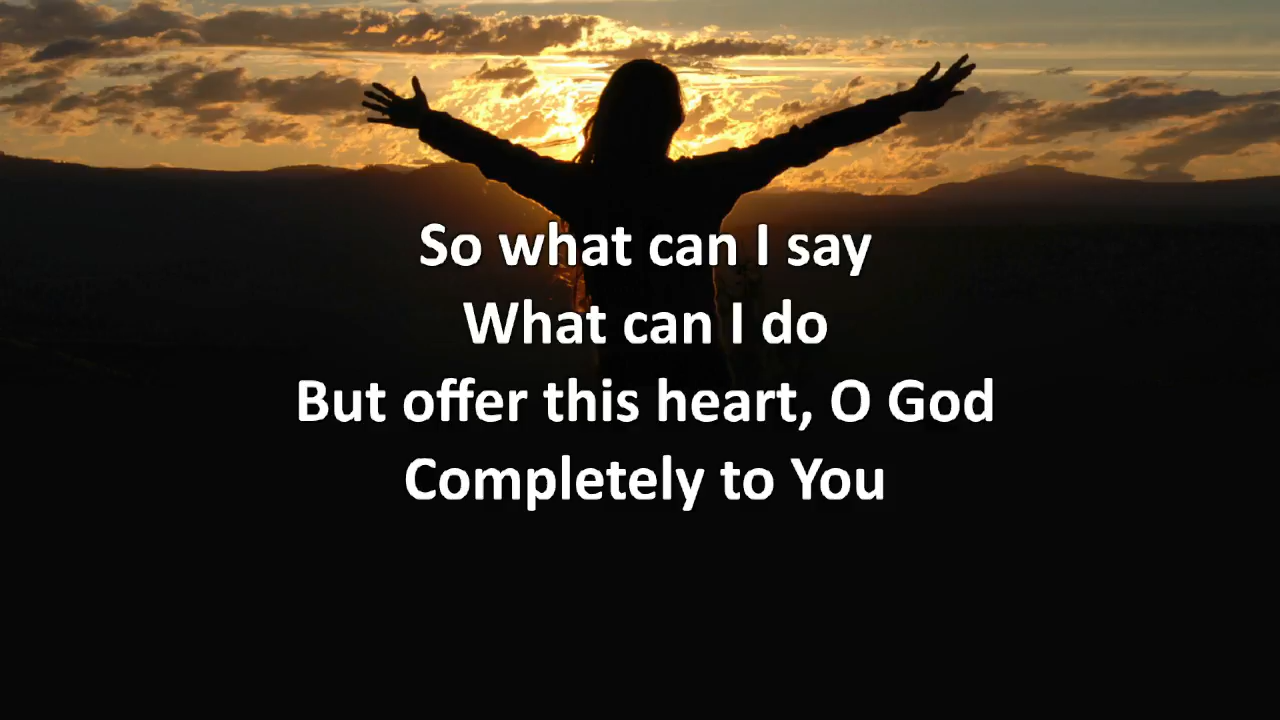 So what can I say
What can I do
But offer this heart, O God
Completely to You